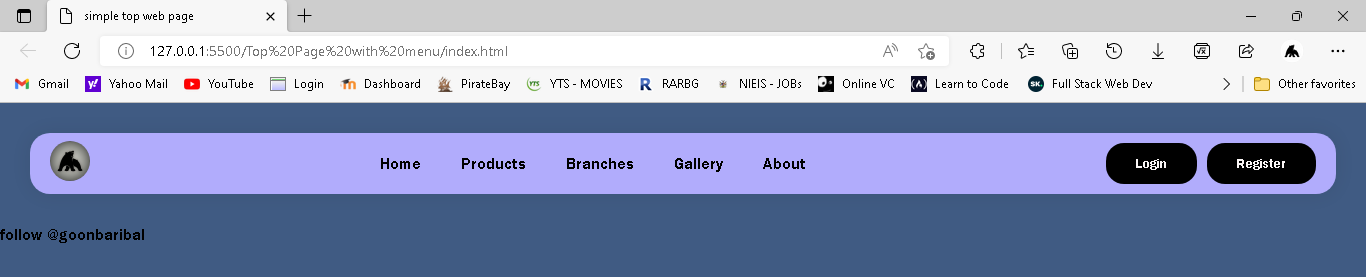 simple top web page
127.0.0.1:5500/Top%20Page%20with%20menu/index.html
Gmail Yahoo Mail YouTube Login Dashboard PirateBay YTS - MOVIES RARBG NIEIS - JOBs Online VC Learn to Code Full Stack Web Dev Other favorites
Home Products Branches Gallery About Login Register
follow @goonbaribal